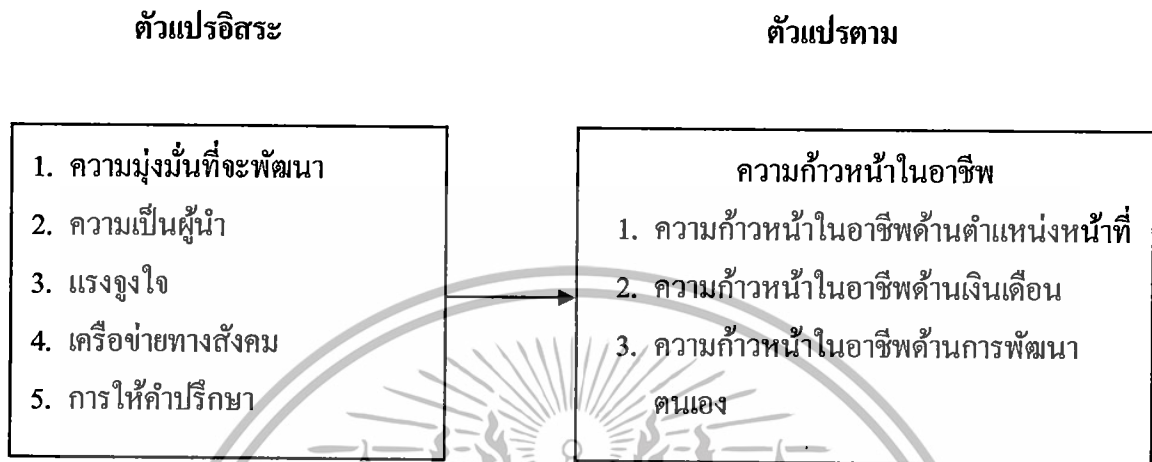 ตัวแปรอิสระ
ตัวแปรตาม
1. ความมุ่งมั่นที่จะพัฒนา
2. ความเป็นผู้นำ
3. แรงจูงใจ
4. เครือข่ายทางสังคม
5. การให้คำปรึกษา
ความก้าวหน้าในอาชีพ
1. ความก้าวหน้าในอาชีพด้านตำแหน่งหน้าที่
2. ความก้าวหน้าในอาชีพด้านเงินเดือน
3. ความก้าวหน้าในอาชีพด้านการพัฒนา
ตนเอง